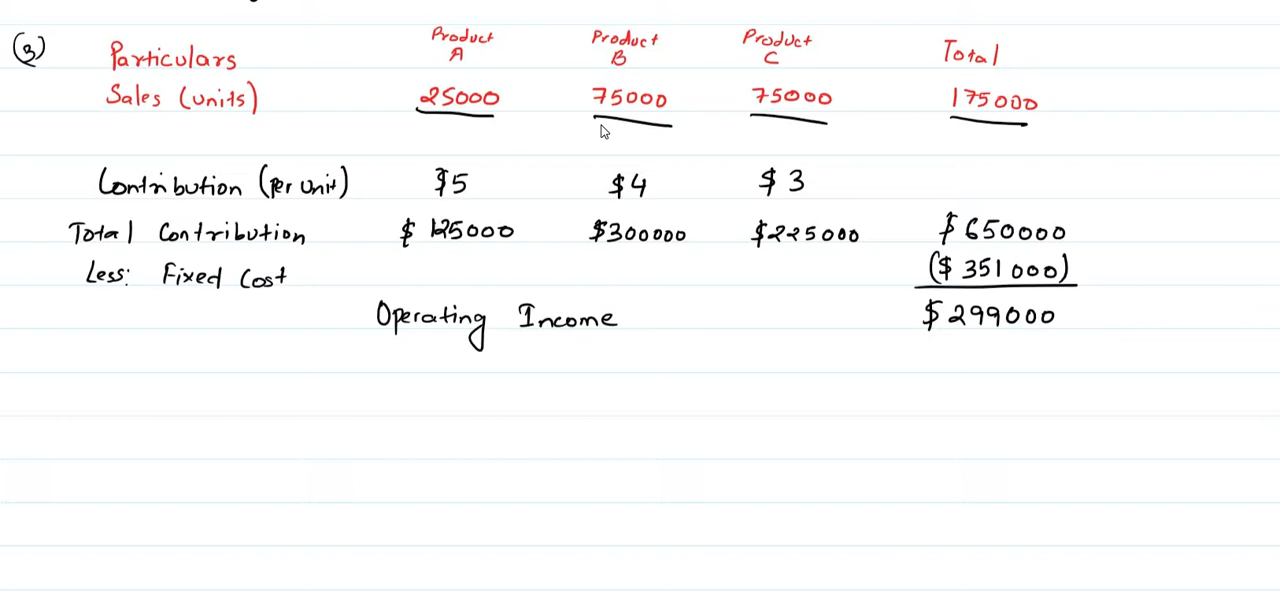 (3) Particulars Product A Product B Product C Total
Sales (units) 25000 75000 75000 175000
Contribution (per unit) $5 $4 $3
Total Contribution $125000 $300000 $225000 $650000
Less: Fixed Cost ($351000)
Operating Income $299000